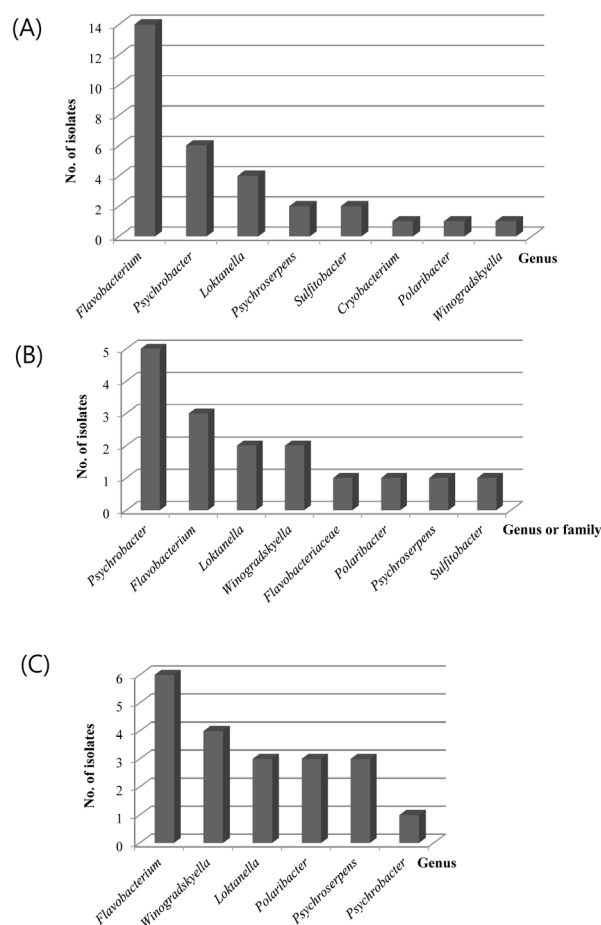 (A)
No. of isolates
14
12
10
8
6
4
2
0
Flavobacterium
Psychrobacter
Loktanella
Psychroserpens
Sulfitobacter
Cryobacterium
Polaribacter
Winogradskyella
Genus
(B)
No. of isolates
5
4
3
2
1
0
Psychrobacter
Flavobacterium
Loktanella
Winogradskyella
Flavobacteriaceae
Polaribacter
Psychroserpens
Sulfitobacter
Genus or family
(C)
No. of isolates
6
5
4
3
2
1
0
Flavobacterium
Winogradskyella
Loktanella
Polaribacter
Psychroserpens
Psychrobacter
Genus